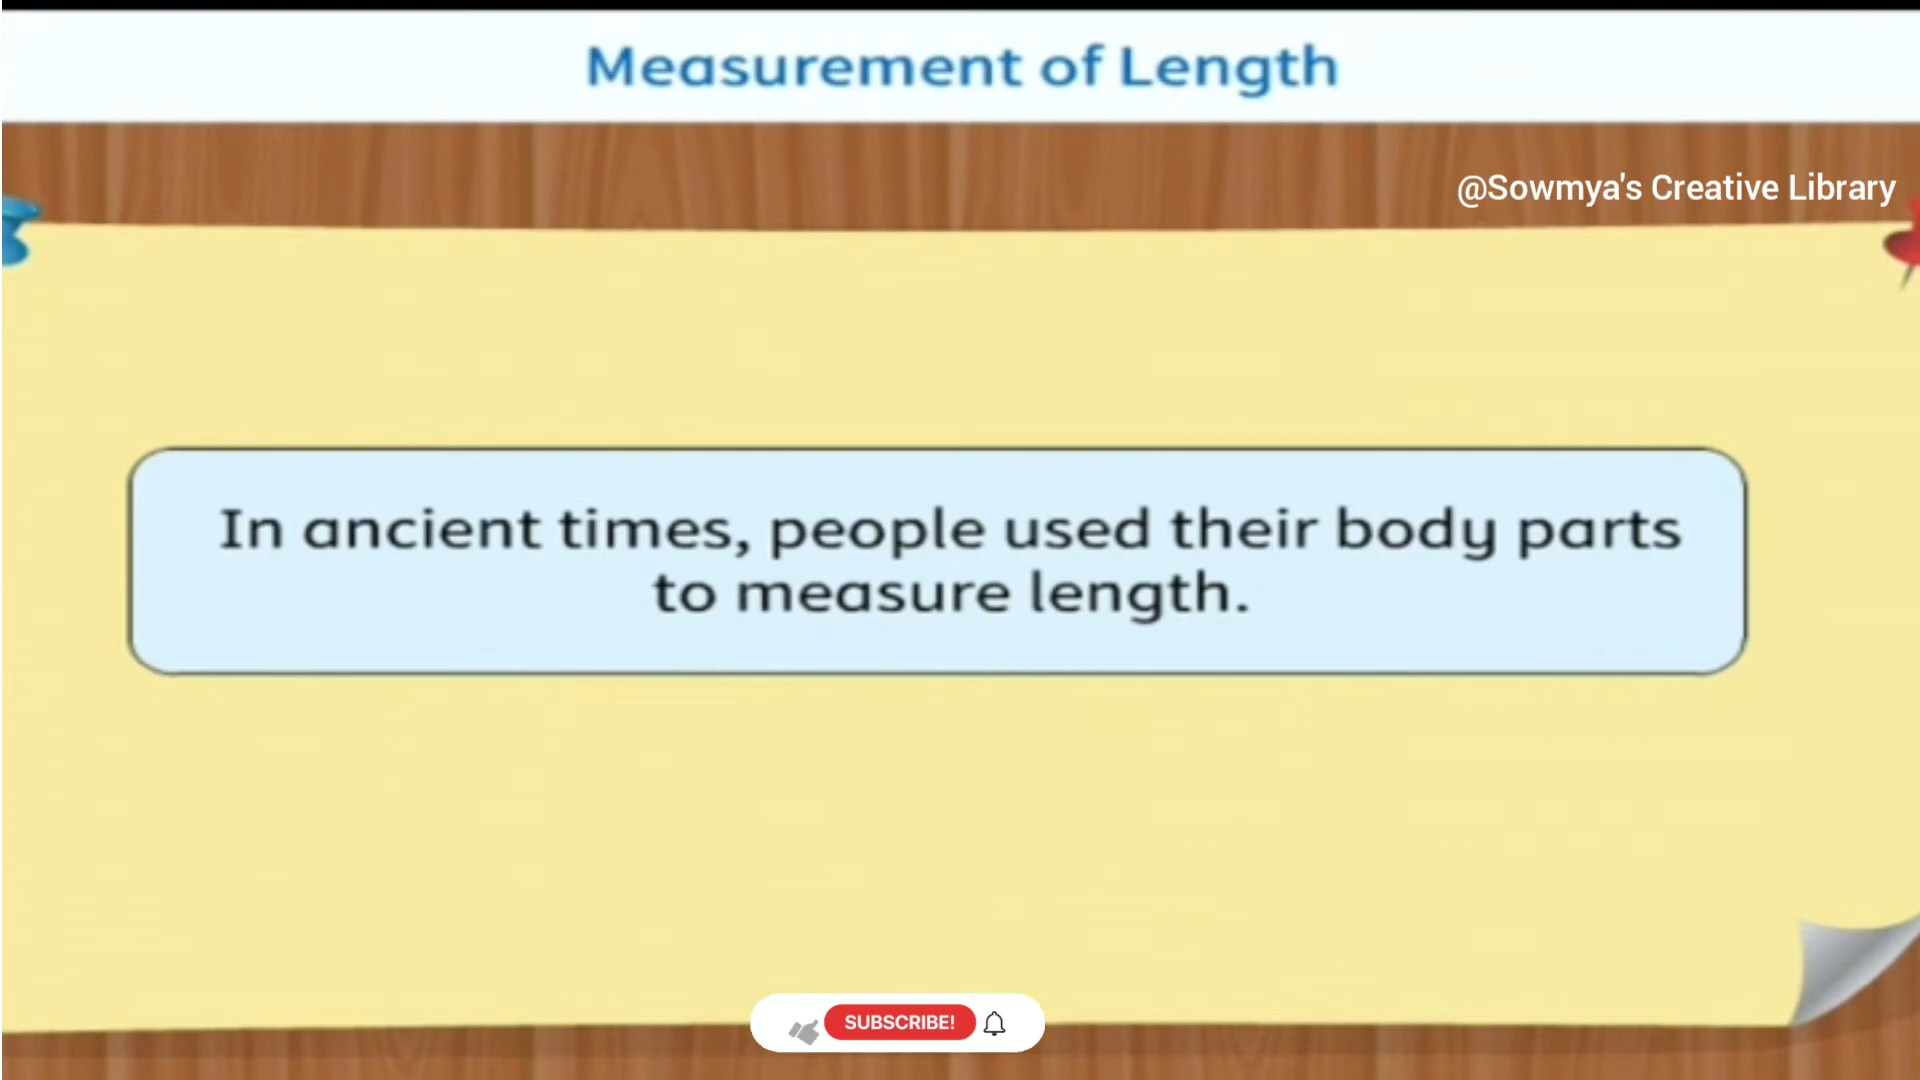 Measurement of Length
@Sowmya's Creative Library
In ancient times, people used their body parts
to measure length.
SUBSCRIBE!